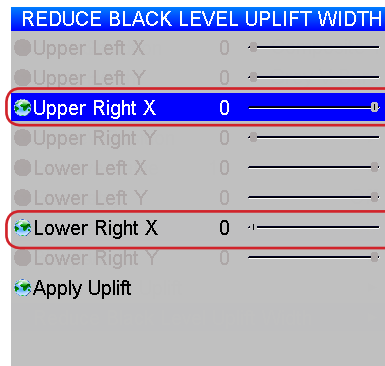 REDUCE BLACK LEVEL UPLIFT WIDTH
Upper Left X 0
Upper Left Y 0
Upper Right X 0
Upper Right Y 0
Lower Left X 0
Lower Left Y 0
Lower Right X 0
Lower Right Y 0
Apply Uplift